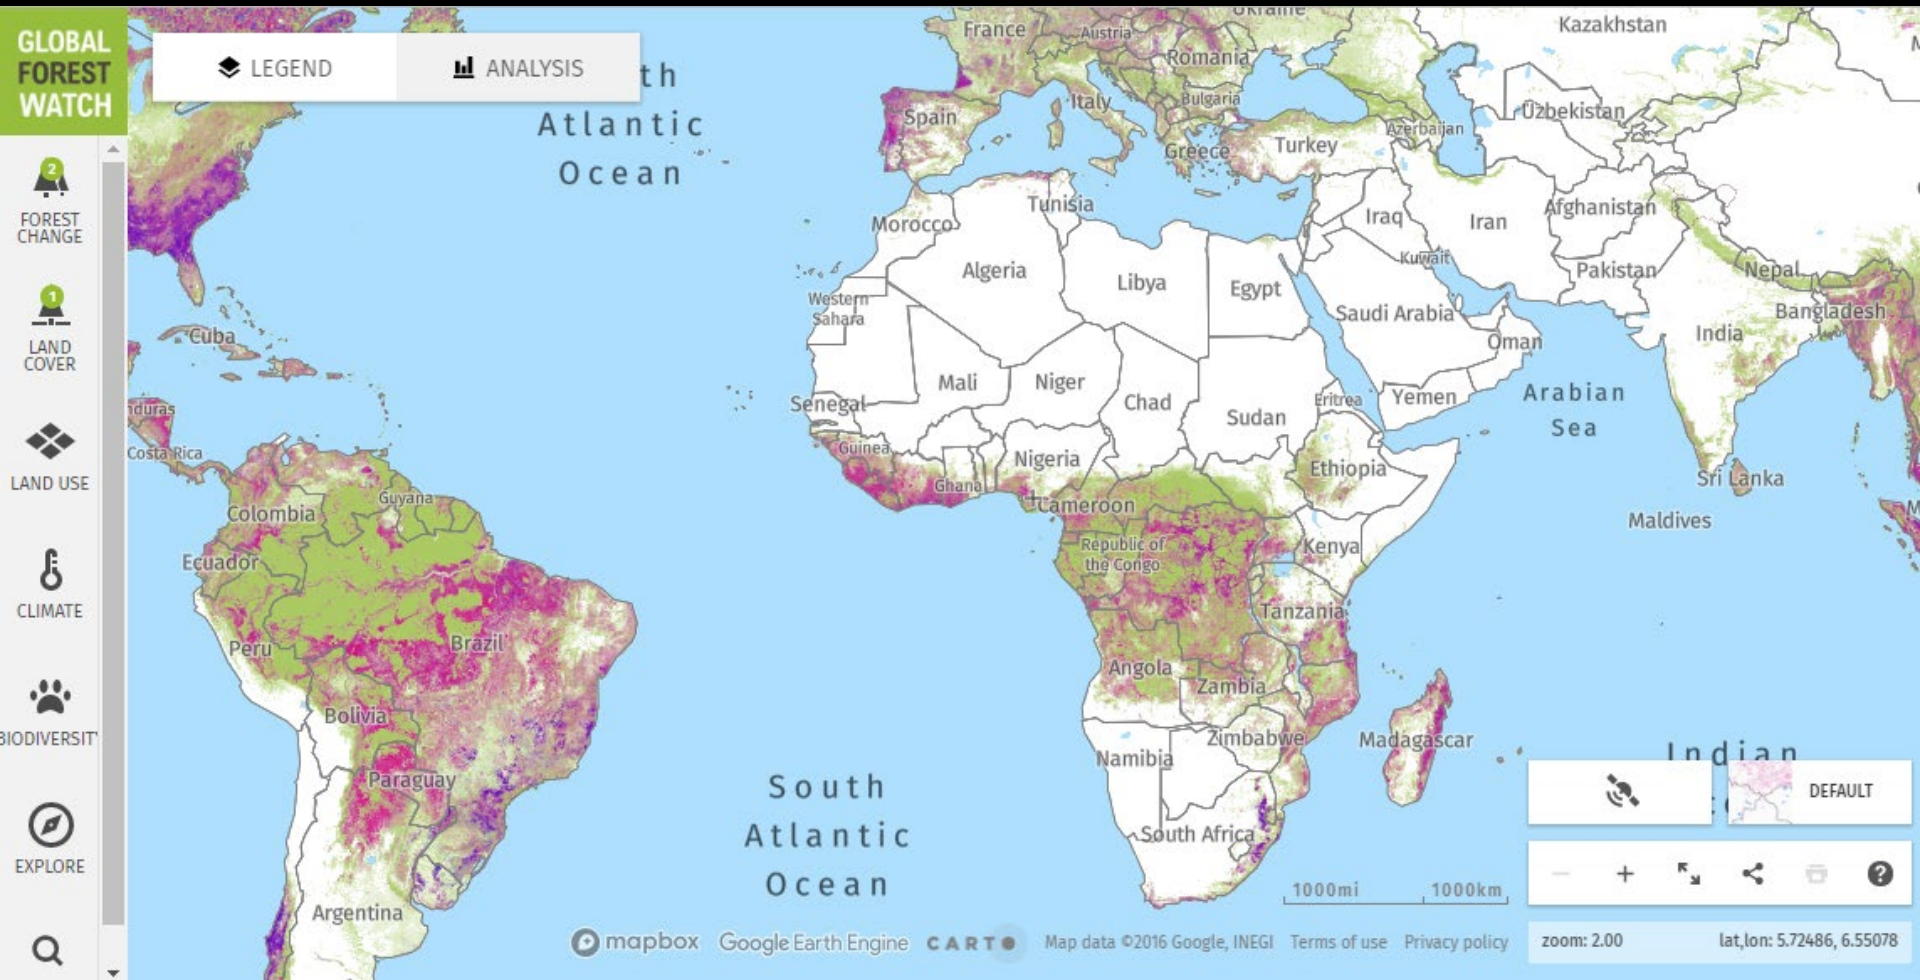 GLOBAL
FOREST
WATCH
LEGEND
ANALYSIS
2
FOREST
CHANGE
1
LAND
COVER
LAND USE
CLIMATE
BIODIVERSIT
EXPLORE
th
Atlantic
Ocean
France
Austria
Ukraine
Kazakhstan
Romania
Italy
Bulgaria
Spain
Uzbekistan
Azerbaijan
Greece
Turkey
Tunisia
Morocco
Iraq
Iran
Afghanistan
Algeria
Libya
Egypt
Kuwait
Pakistan
Nepal
Western
Sahara
Saudi Arabia
Bangladesh
India
Oman
Cuba
Mali
Niger
Chad
Sudan
Eritrea
Yemen
Arabian
Sea
Senegal
nduras
Costa Rica
Guinea
Nigeria
Ethiopia
Ghana
Sri Lanka
Guyana
Colombia
Cameroon
Maldives
Ecuador
Republic of
the Congo
Kenya
Tanzania
Peru
Brazil
Angola
Zambia
Bolivia
Zimbabwe
Madagascar
Namibia
Paraguay
South
Atlantic
Ocean
South Africa
Argentina
Indian
DEFAULT
1000mi
1000km
mapbox
Google Earth Engine
CARTO
Map data ©2016 Google, INEGI
Terms of use
Privacy policy
zoom: 2.00
lat,lon: 5.72486, 6.55078